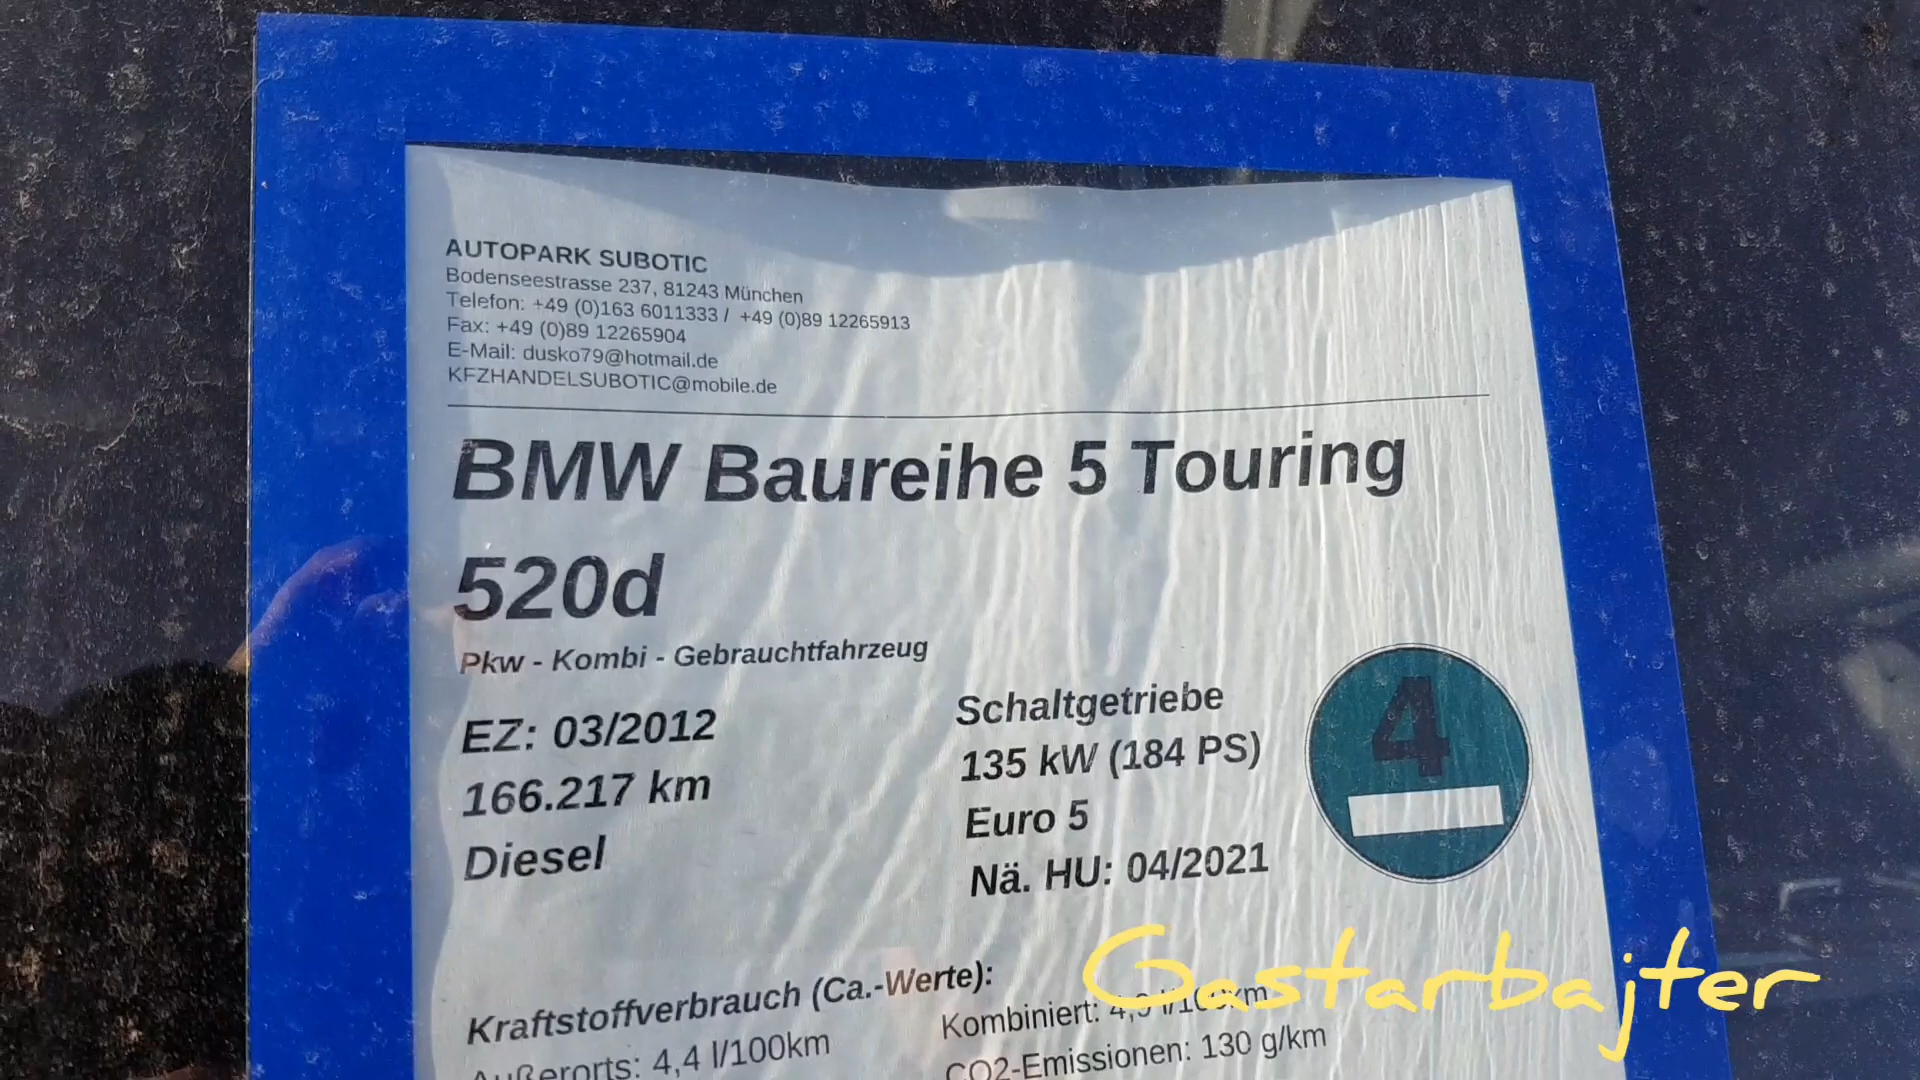 AUTOPARK SUBOTIC
Bodenseestrasse 237, 81243 München
Telefon: +49 (0)163 6011333 / +49 (0)89 12265913
Fax: +49 (0)89 12265904
E-Mail: dusko79@hotmail.de
KFZHANDELSUBOTIC@mobile.de
BMW Baureihe 5 Touring
520d
Pkw - Kombi - Gebrauchtfahrzeug
EZ: 03/2012
166.217 km
Diesel
Schaltgetriebe
135 kW (184 PS)
Euro 5
Nä. HU: 04/2021
4
Kraftstoffverbrauch (Ca.-Werte):
Außerorts: 4,4 l/100km
Kombiniert: l/100km
CO2-Emissionen: 130 g/km
Gastarbajter